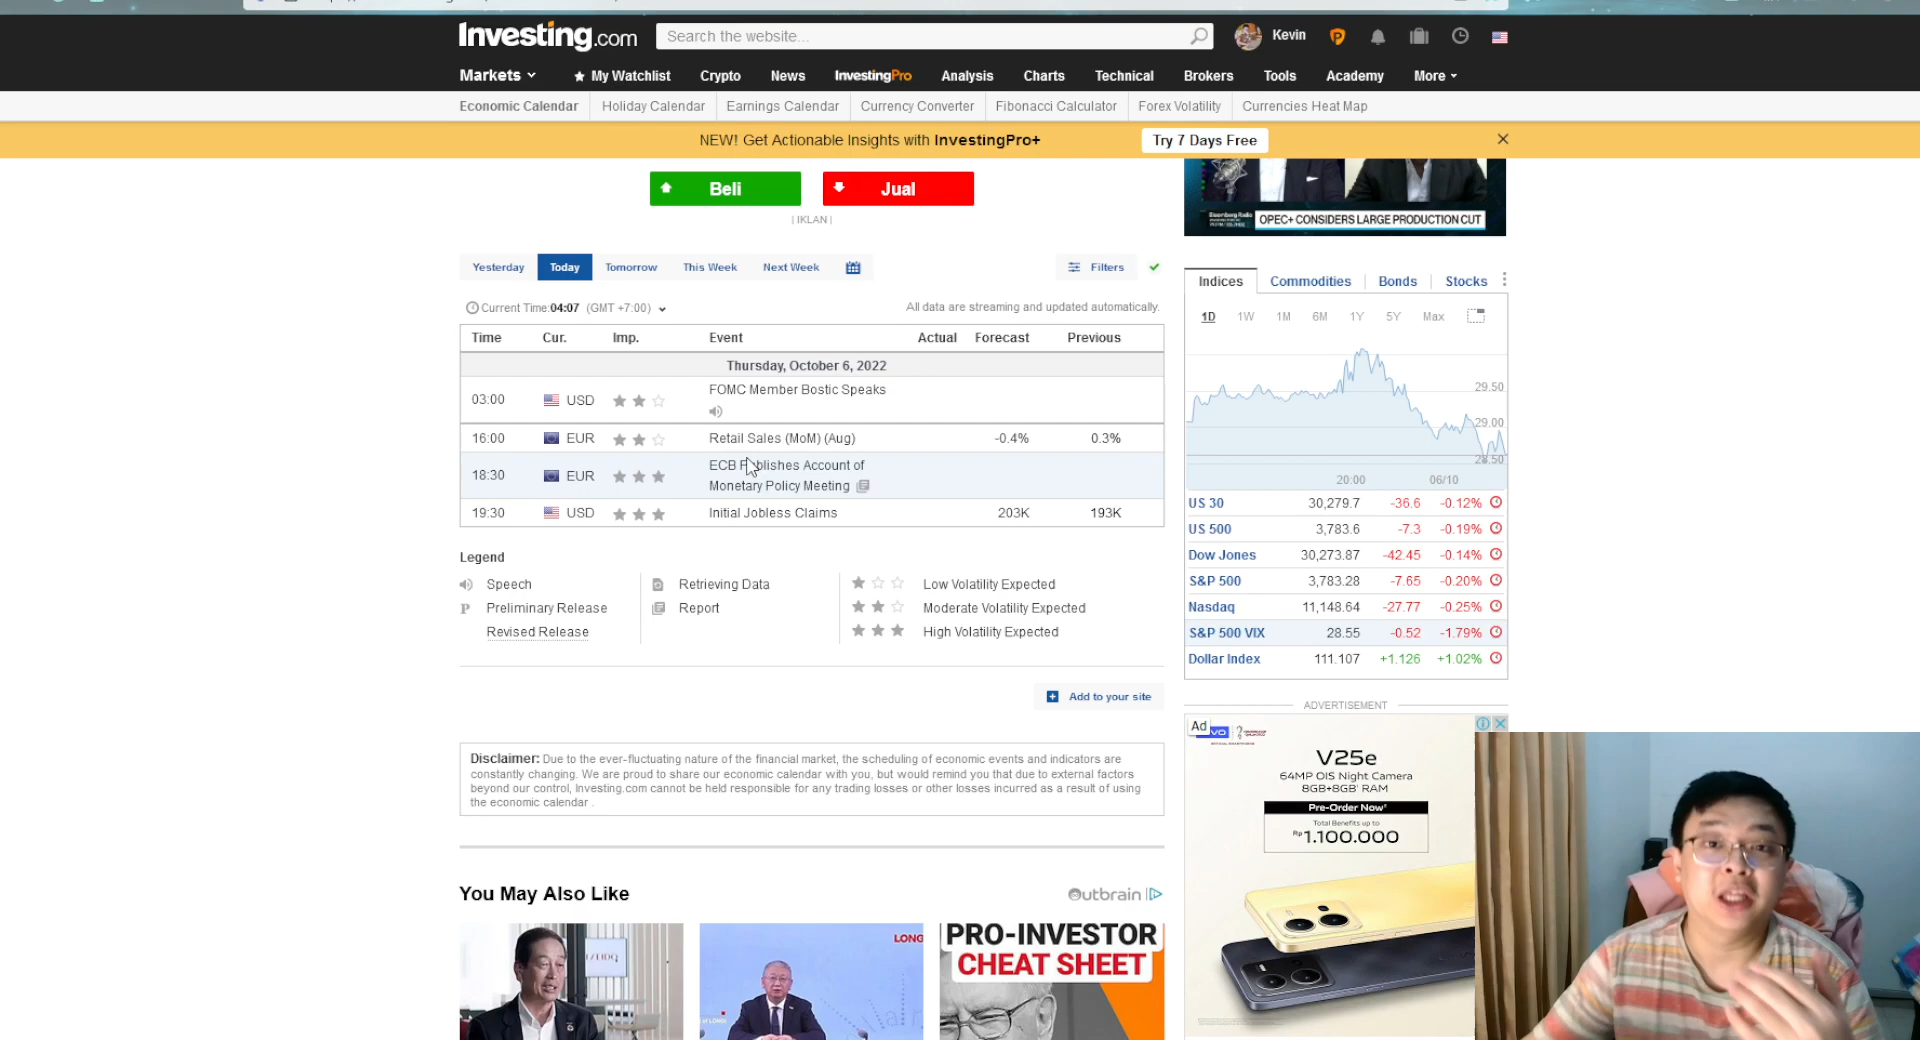 Investing.com
Search the website...
Kevin
Markets
My Watchlist
Crypto
News
InvestingPro
Analysis
Charts
Technical
Brokers
Tools
Academy
More
Economic Calendar
Holiday Calendar
Earnings Calendar
Currency Converter
Fibonacci Calculator
Forex Volatility
Currencies Heat Map
NEW! Get Actionable Insights with InvestingPro+
Try 7 Days Free
Beli
Jual
| IKLAN |
Bloomberg Radio
OPEC+ CONSIDERS LARGE PRODUCTION CUT
Yesterday
Today
Tomorrow
This Week
Next Week
Filters
Current Time:04:07 (GMT +7:00)
All data are streaming and updated automatically.
Time Cur. Imp. Event Actual Forecast Previous
Thursday, October 6, 2022
03:00 USD FOMC Member Bostic Speaks
16:00 EUR Retail Sales (MoM) (Aug) -0.4% 0.3%
18:30 EUR ECB Publishes Account of
Monetary Policy Meeting
19:30 USD Initial Jobless Claims 203K 193K
Legend
Speech
Retrieving Data
Low Volatility Expected
P Preliminary Release
Report
Moderate Volatility Expected
Revised Release
High Volatility Expected
Add to your site
Disclaimer: Due to the ever-fluctuating nature of the financial market, the scheduling of economic events and indicators are
constantly changing. We are proud to share our economic calendar with you, but would remind you that due to external factors
beyond our control, Investing.com cannot be held responsible for any trading losses or other losses incurred as a result of using
the economic calendar .
You May Also Like
Outbrain
LONG
PRO-INVESTOR
CHEAT SHEET
Indices
Commodities
Bonds
Stocks
1D 1W 1M 6M 1Y 5Y Max
29.50
29.00
28.50
20:00 06/10
US 30 30,279.7 -36.6 -0.12%
US 500 3,783.6 -7.3 -0.19%
Dow Jones 30,273.87 -42.45 -0.14%
S&P 500 3,783.28 -7.65 -0.20%
Nasdaq 11,148.64 -27.77 -0.25%
S&P 500 VIX 28.55 -0.52 -1.79%
Dollar Index 111.107 +1.126 +1.02%
ADVERTISEMENT
Ad
V25e
64MP OIS Night Camera
8GB+8GB¹ RAM
Pre-Order Now²
Total Benefits up to
Rp1.100.000